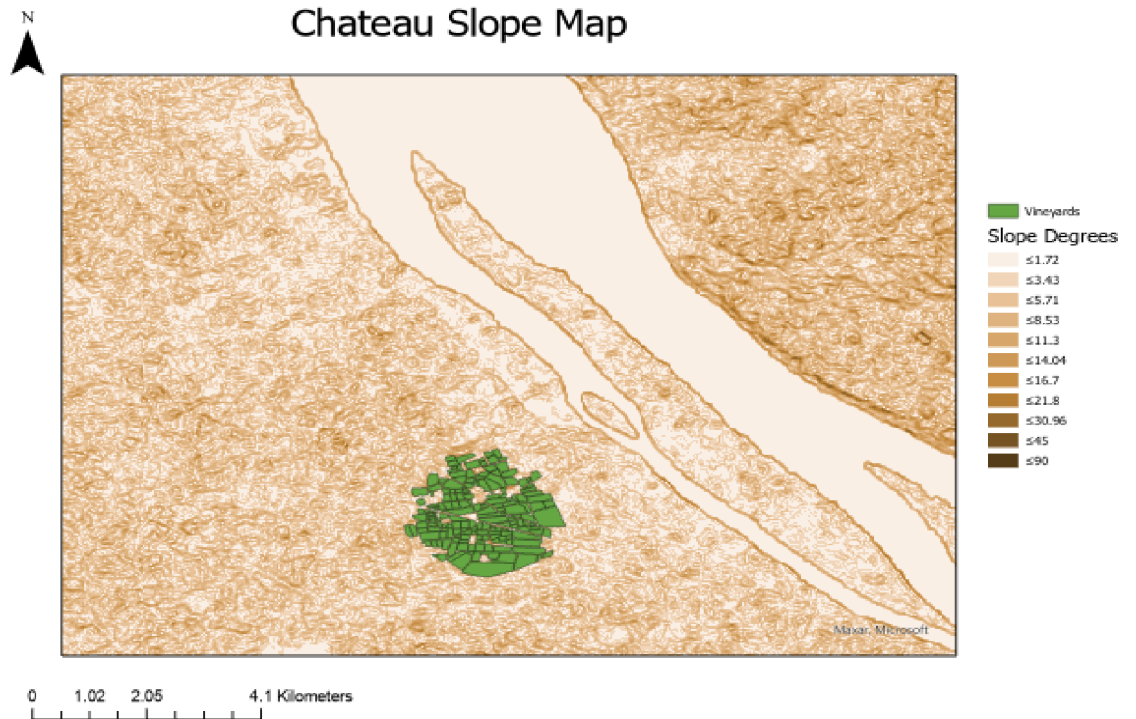 Chateau Slope Map
N
Vineyards
Slope Degrees
≤1.72
≤3.43
≤5.71
≤8.53
≤11.3
≤14.04
≤16.7
≤21.8
≤30.96
≤45
≤90
Maxar, Microsoft
0 1.02 2.05 4.1 Kilometers